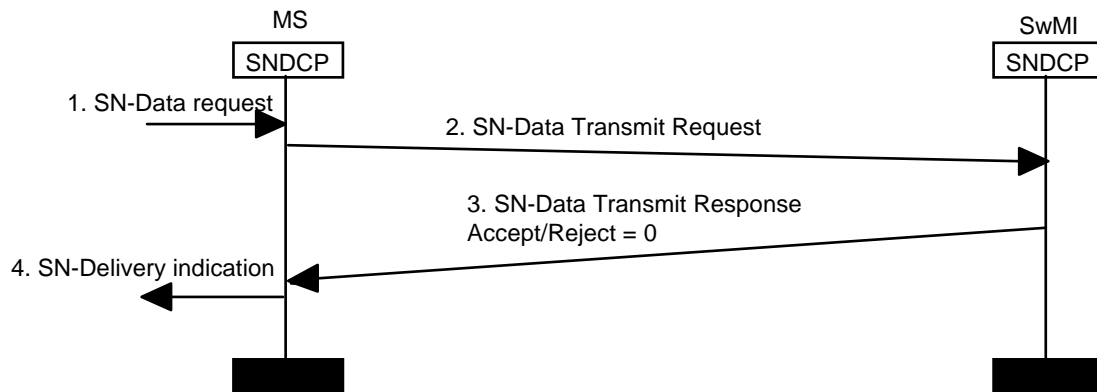 MS
SwMI
SNDCP
SNDCP
1. SN-Data request
2. SN-Data Transmit Request
3. SN-Data Transmit Response
Accept/Reject = 0
4. SN-Delivery indication